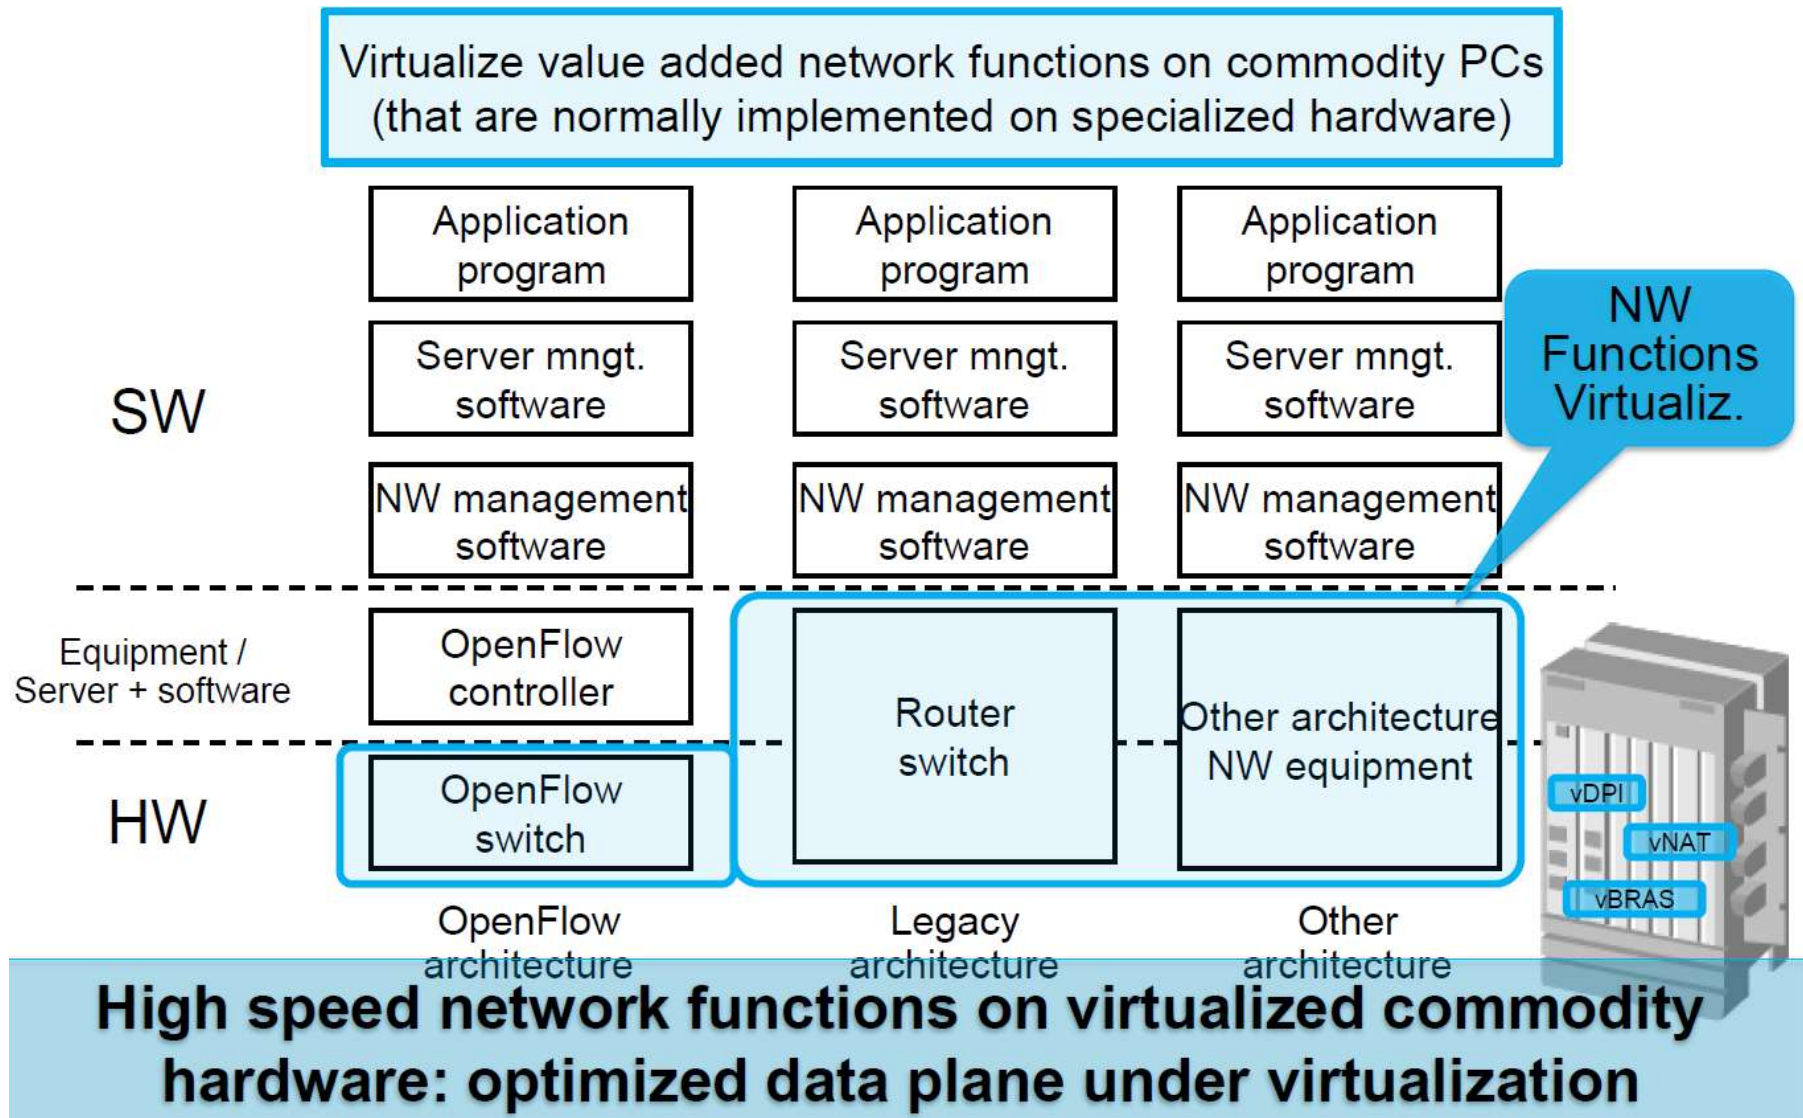 Virtualize value added network functions on commodity PCs
(that are normally implemented on specialized hardware)
Application
program
Application
program
Application
program
NW
Functions
Virtualiz.
SW
Server mngt.
software
Server mngt.
software
Server mngt.
software
NW management
software
NW management
software
NW management
software
Equipment /
Server + software
OpenFlow
controller
Router
switch
Other architecture
NW equipment
HW
OpenFlow
switch
vDPI
vNAT
vBRAS
OpenFlow
architecture
Legacy
architecture
Other
architecture
High speed network functions on virtualized commodity
hardware: optimized data plane under virtualization